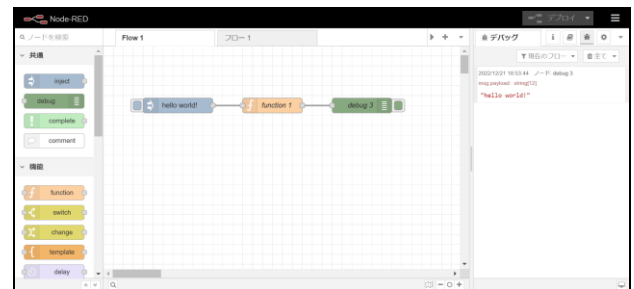 Node-RED
デプロイ
ノードを検索
Flow 1
フロー 1
デバッグ
i
共通
現在のフロー
全て
inject
debug
complete
comment
2022/12/21 16:53:44 ノード: debug 3
msg.payload : string[12]
"hello world!"
hello world!
function 1
debug 3
機能
function
switch
change
template
delay